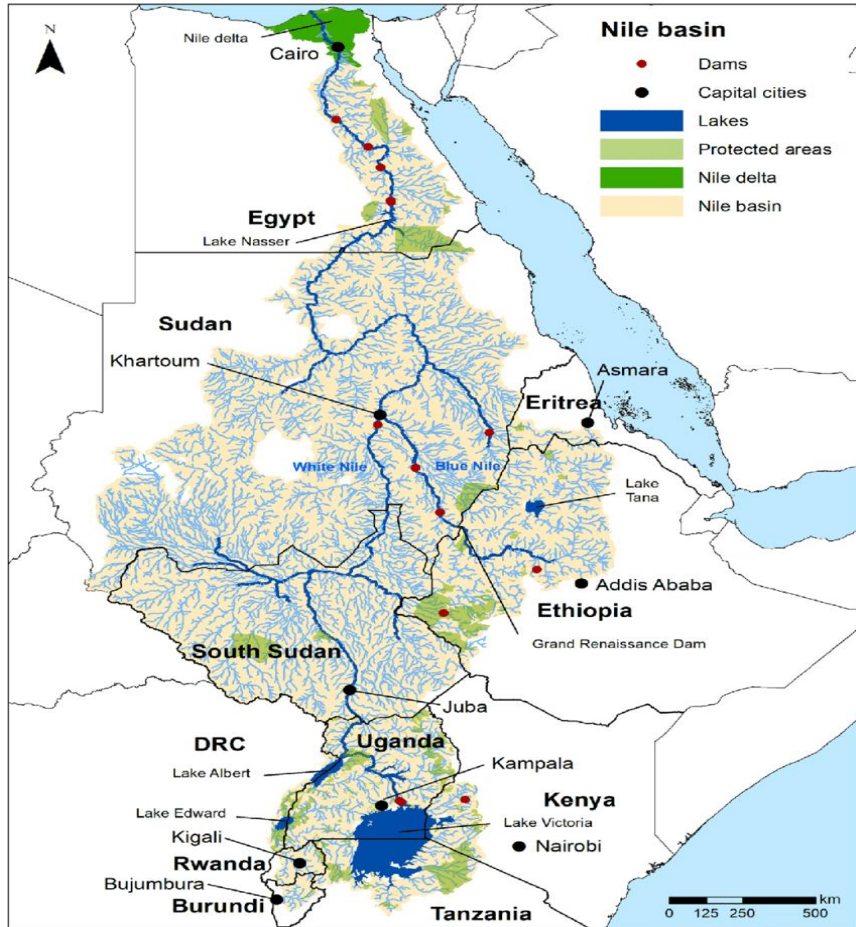 N
Nile delta
Cairo
Nile basin
Dams
Capital cities
Lakes
Protected areas
Nile delta
Nile basin
Egypt
Lake Nasser
Sudan
Khartoum
Asmara
Eritrea
White Nile
Blue Nile
Lake
Tana
Addis Ababa
Ethiopia
Grand Renaissance Dam
South Sudan
Juba
DRC
Uganda
Lake Albert
Kampala
Kenya
Lake Edward
Lake Victoria
Kigali
Nairobi
Rwanda
Bujumbura
Burundi
Tanzania
km
0 125 250 500